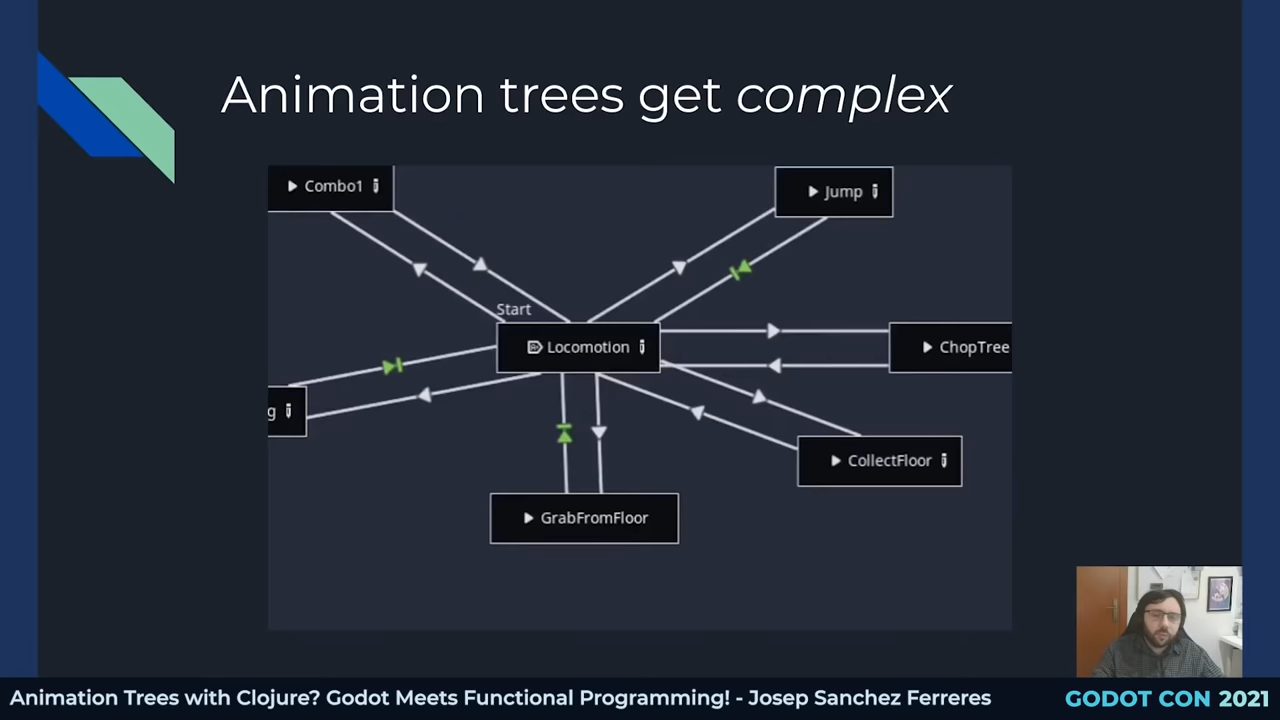 Animation trees get complex
Combo1
Jump
Start
Locomotion
ChopTree
g
CollectFloor
GrabFromFloor
Animation Trees with Clojure? Godot Meets Functional Programming! - Josep Sanchez Ferreres
GODOT CON 2021